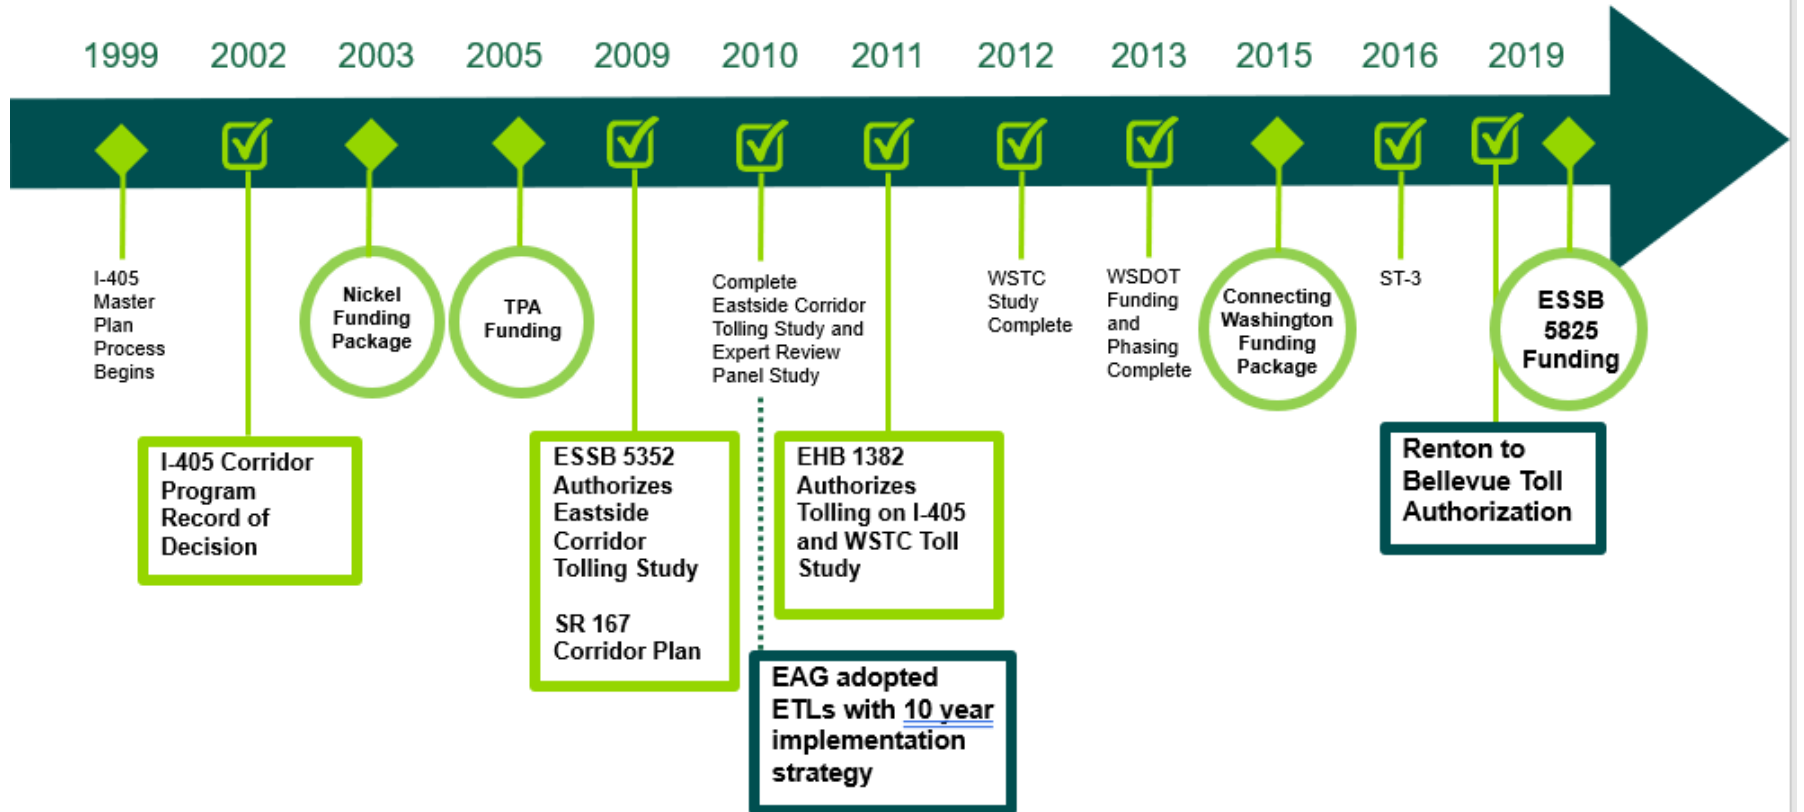 1999 2002 2003 2005 2009 2010 2011 2012 2013 2015 2016 2019
I-405
Master
Plan
Process
Begins
I-405 Corridor
Program
Record of
Decision
Nickel
Funding
Package
TPA
Funding
ESSB 5352
Authorizes
Eastside
Corridor
Tolling Study
SR 167
Corridor Plan
Complete
Eastside Corridor
Tolling Study and
Expert Review
Panel Study
EAG adopted
ETLs with 10 year
implementation
strategy
EHB 1382
Authorizes
Tolling on I-405
and WSTC Toll
Study
WSTC
Study
Complete
WSDOT
Funding
and
Phasing
Complete
Connecting
Washington
Funding
Package
ST-3
Renton to
Bellevue Toll
Authorization
ESSB
5825
Funding